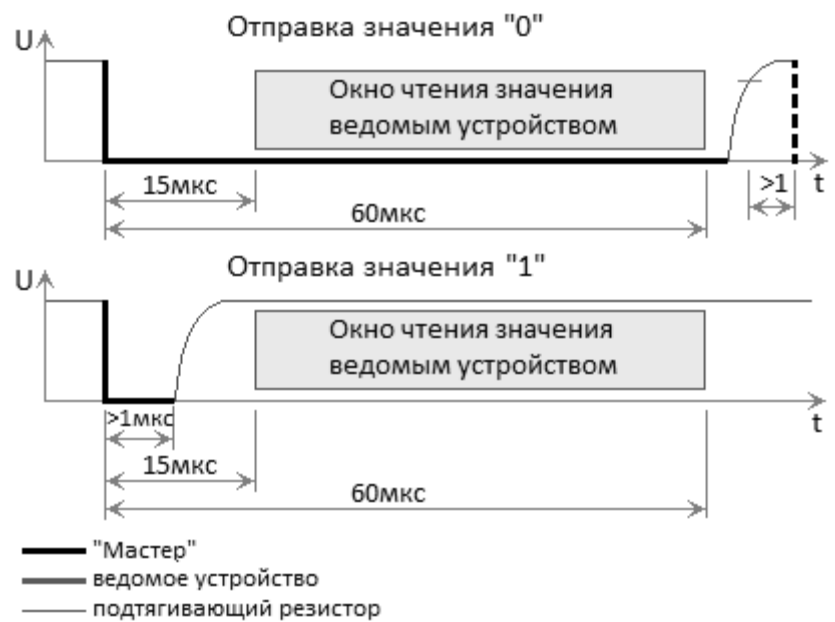 Отправка значения "0"
U
Окно чтения значения
ведомым устройством
15мкс
>1
t
60мкс
Отправка значения "1"
U
Окно чтения значения
ведомым устройством
>1мкс
t
15мкс
60мкс
"Мастер"
ведомое устройство
подтягивающий резистор